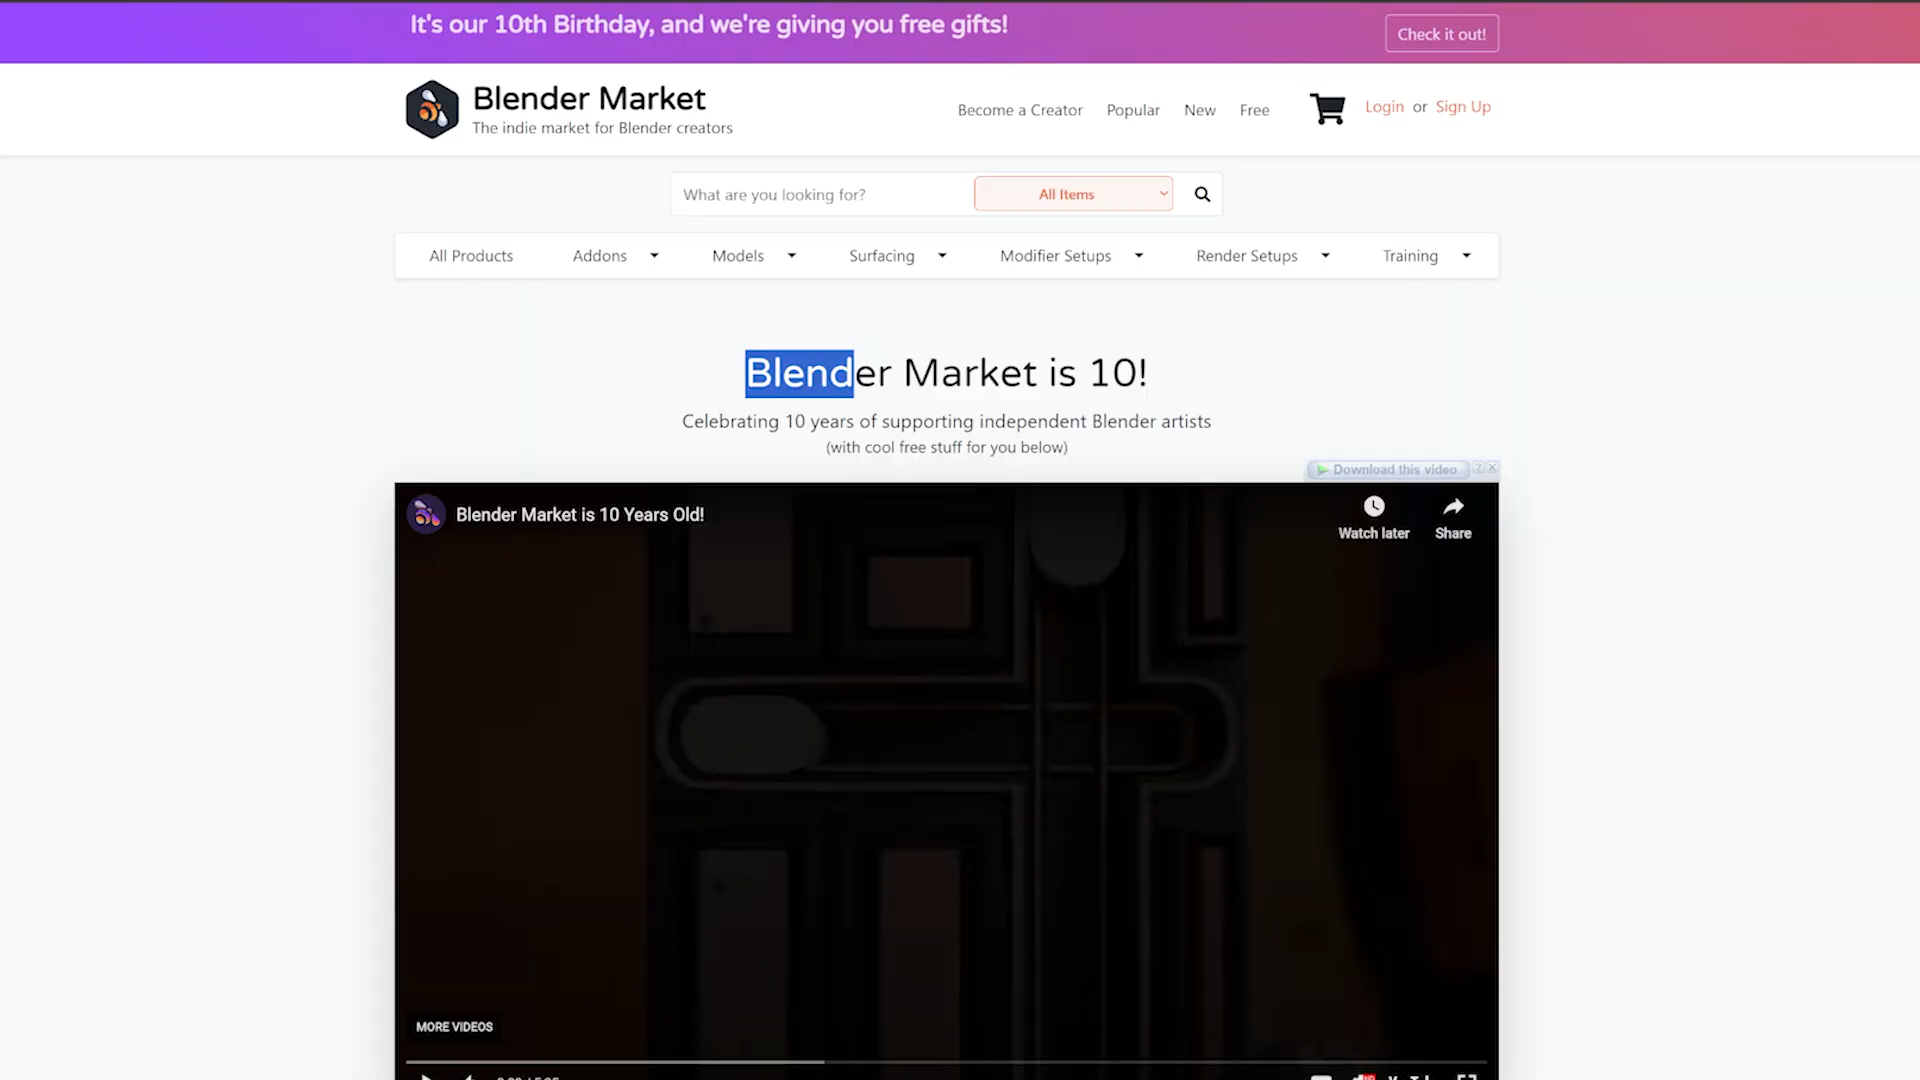 It's our 10th Birthday, and we're giving you free gifts!
Check it out!
Blender Market
The indie market for Blender creators
Become a Creator Popular New Free Login or Sign Up
What are you looking for? All Items
All Products Addons Models Surfacing Modifier Setups Render Setups Training
Blender Market is 10!
Celebrating 10 years of supporting independent Blender artists
(with cool free stuff for you below)
Download this video ? X
Blender Market is 10 Years Old!
Watch later Share
MORE VIDEOS